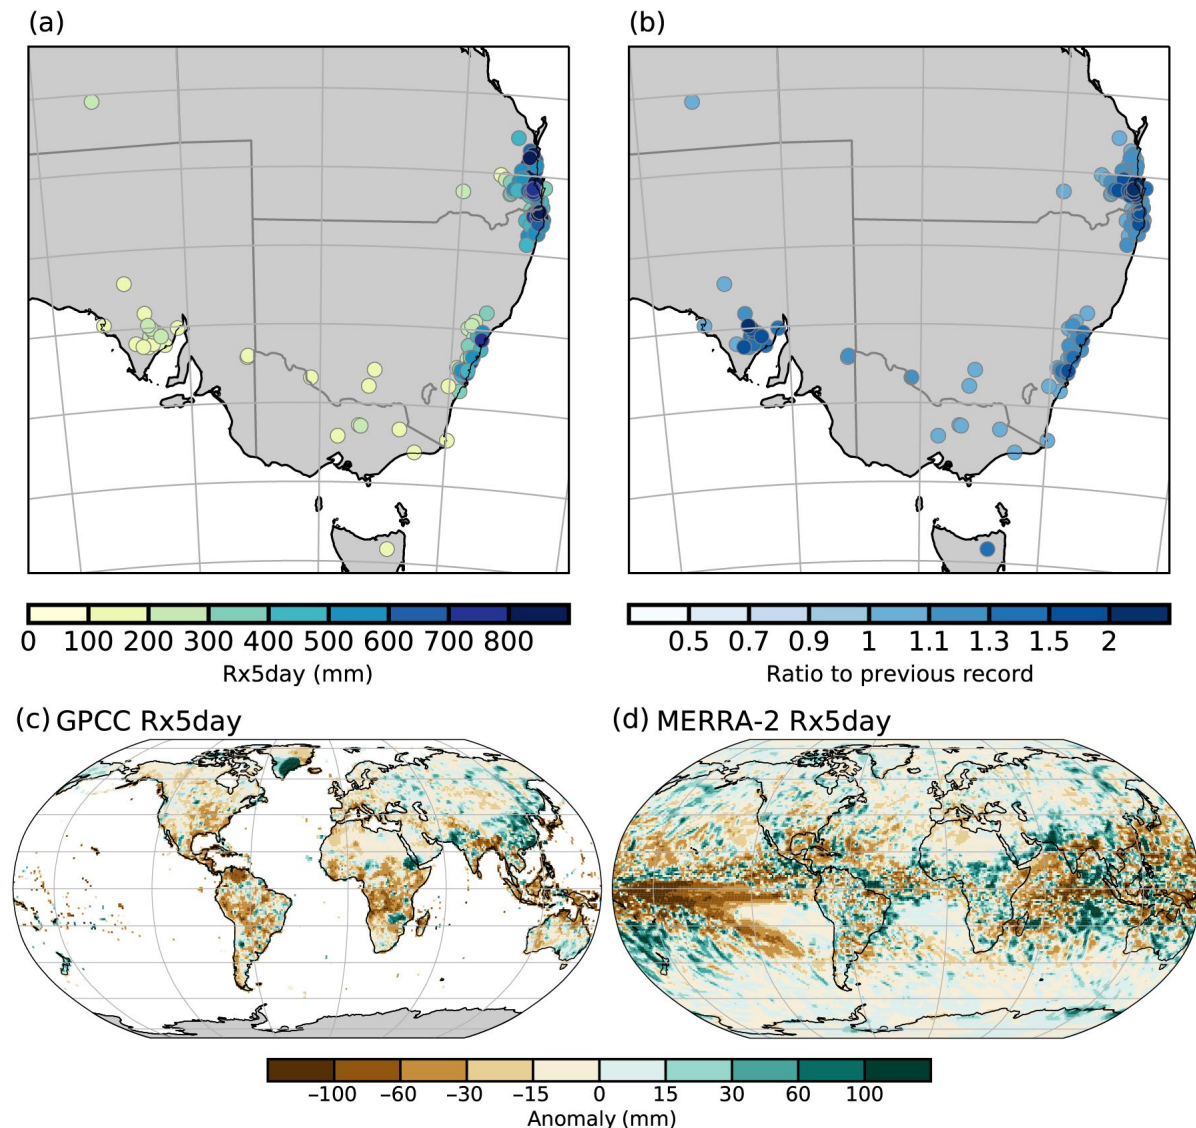 (a)
(b)
0 100 200 300 400 500 600 700 800
Rx5day (mm)
0.5 0.7 0.9 1 1.1 1.3 1.5 2
Ratio to previous record
(c) GPCC Rx5day
(d) MERRA-2 Rx5day
−100 −60 −30 −15 0 15 30 60 100
Anomaly (mm)